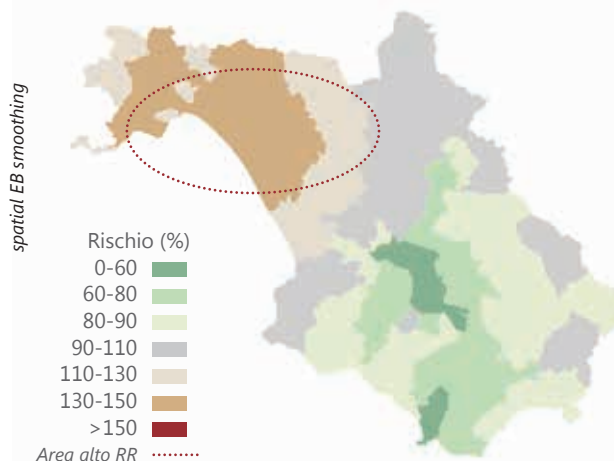 spatial EB smoothing
Rischio (%)
0-60
60-80
80-90
90-110
110-130
130-150
>150
Area alto RR